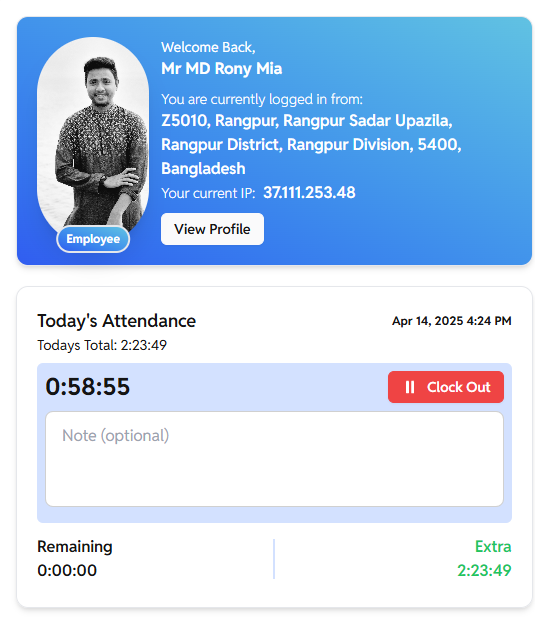 Welcome Back,
Mr MD Rony Mia
You are currently logged in from:
Z5010, Rangpur, Rangpur Sadar Upazila,
Rangpur District, Rangpur Division, 5400,
Bangladesh
Your current IP: 37.111.253.48
Employee
View Profile
Today's Attendance
Apr 14, 2025 4:24 PM
Todays Total: 2:23:49
0:58:55
Clock Out
Note (optional)
Remaining
Extra
0:00:00
2:23:49